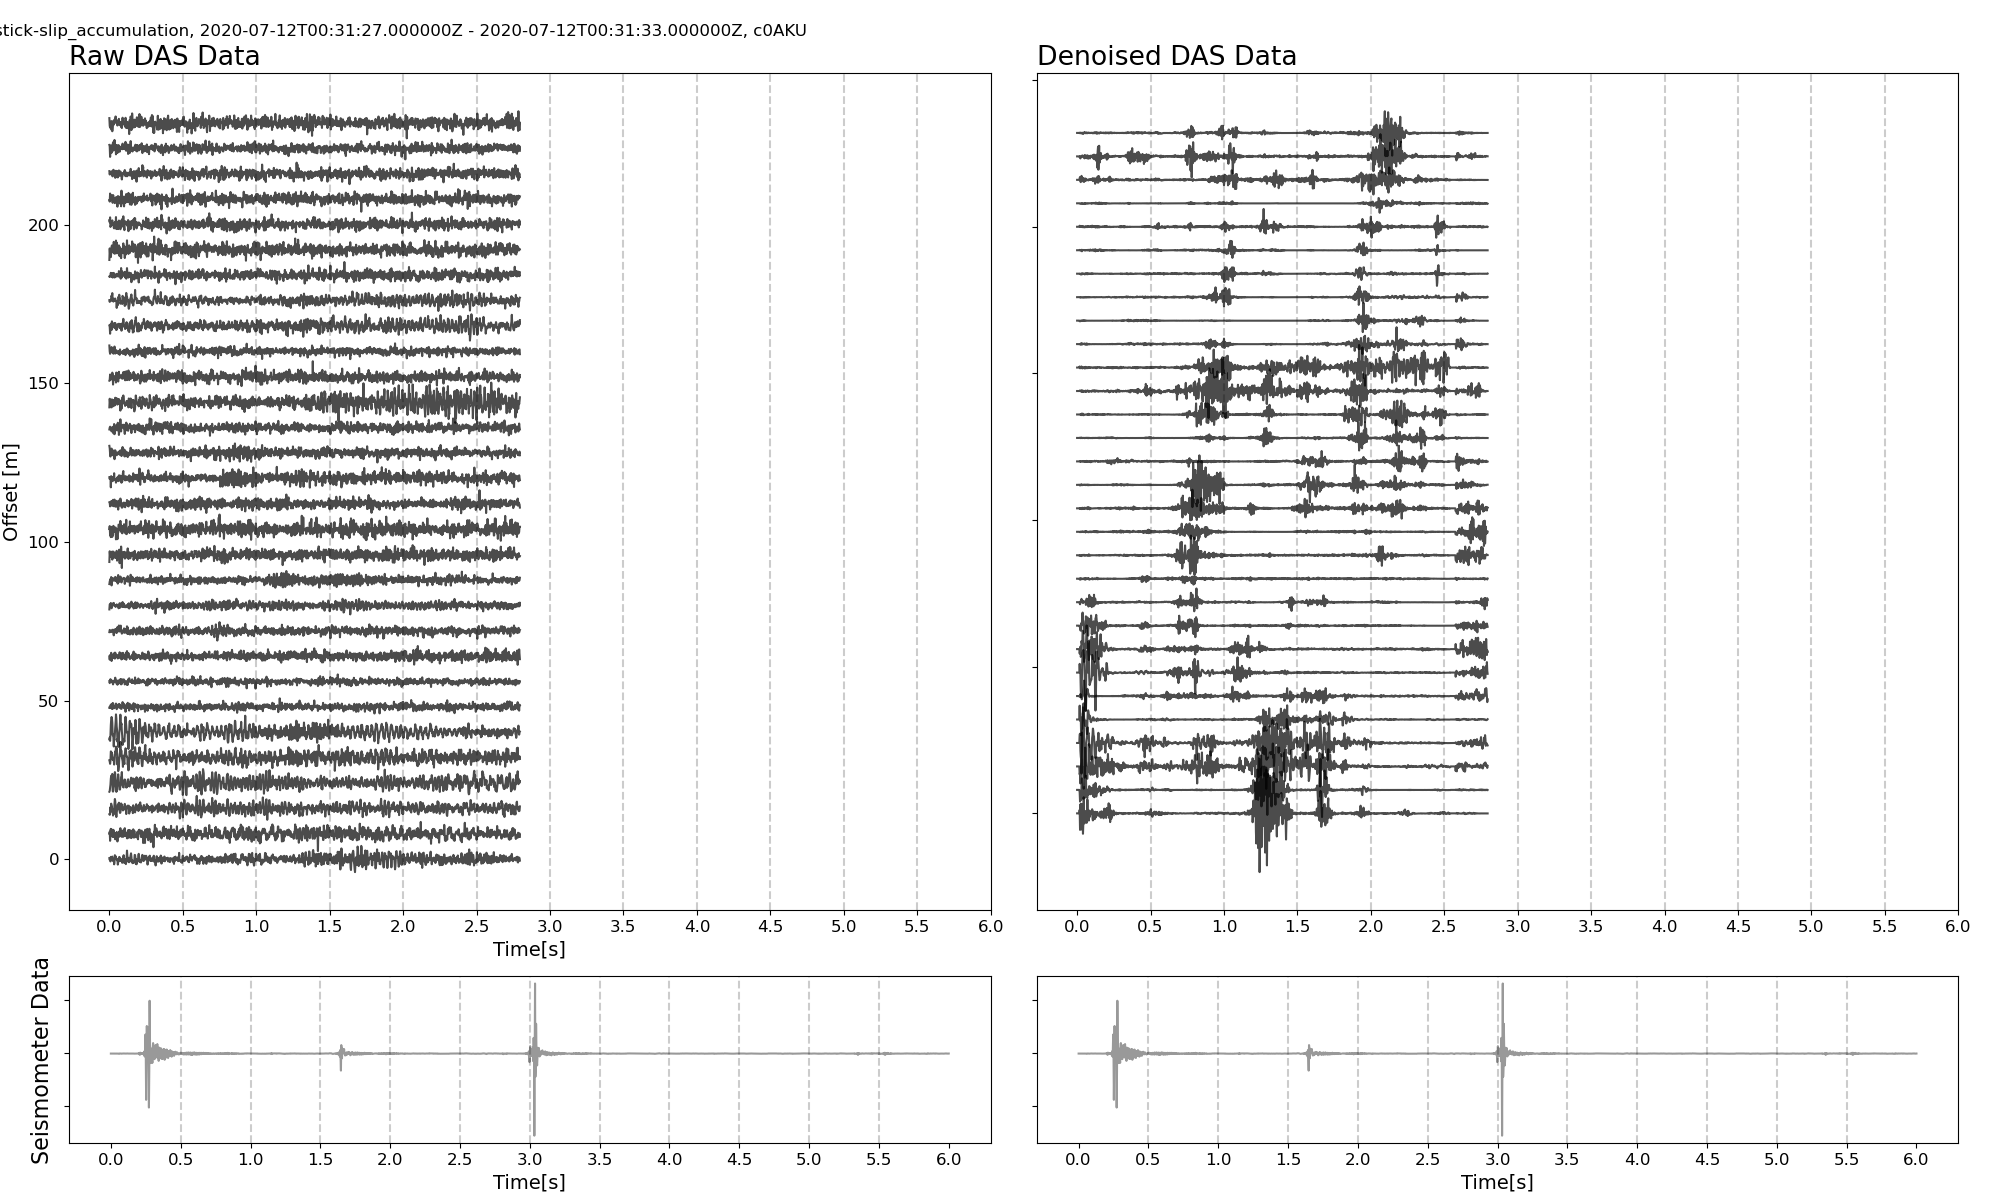 stick-slip_accumulation, 2020-07-12T00:31:27.000000Z - 2020-07-12T00:31:33.000000Z, c0AKU
Raw DAS Data
Denoised DAS Data
Offset [m]
200
150
100
50
0
0.0 0.5 1.0 1.5 2.0 2.5 3.0 3.5 4.0 4.5 5.0 5.5 6.0
Time[s]
0.0 0.5 1.0 1.5 2.0 2.5 3.0 3.5 4.0 4.5 5.0 5.5 6.0
Seismometer Data
0.0 0.5 1.0 1.5 2.0 2.5 3.0 3.5 4.0 4.5 5.0 5.5 6.0
Time[s]
0.0 0.5 1.0 1.5 2.0 2.5 3.0 3.5 4.0 4.5 5.0 5.5 6.0
Time[s]